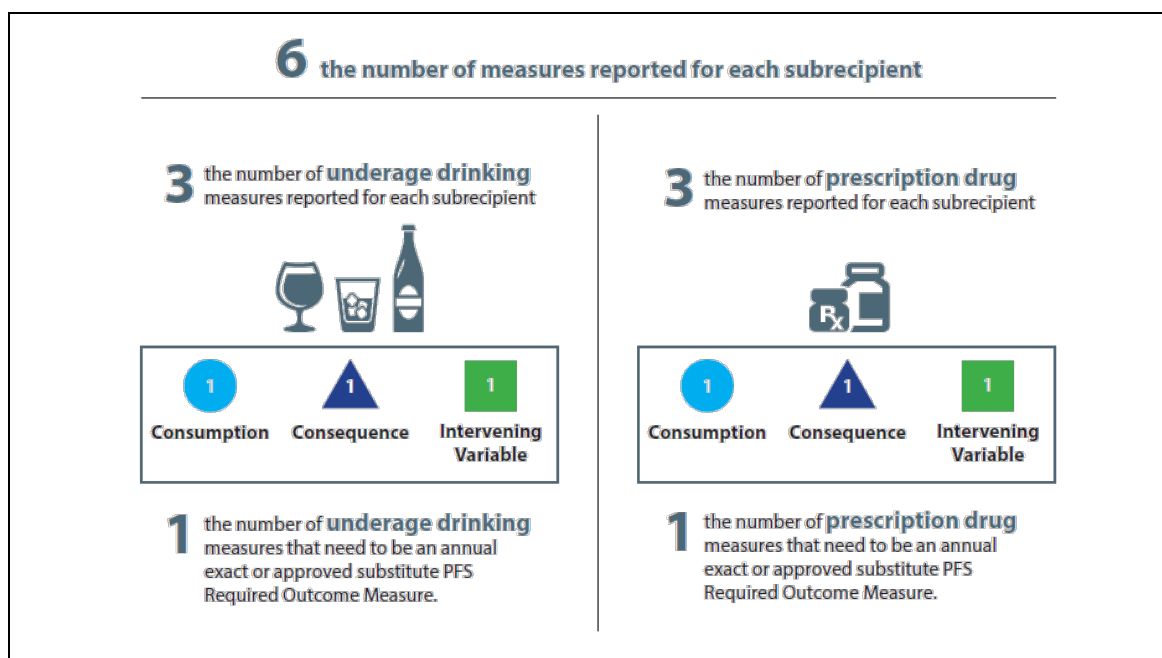 6 the number of measures reported for each subrecipient
3 the number of underage drinking
measures reported for each subrecipient
1 1 1
Consumption Consequence Intervening
Variable
1 the number of underage drinking
measures that need to be an annual
exact or approved substitute PFS
Required Outcome Measure.
3 the number of prescription drug
measures reported for each subrecipient
Rx
1 1 1
Consumption Consequence Intervening
Variable
1 the number of prescription drug
measures that need to be an annual
exact or approved substitute PFS
Required Outcome Measure.